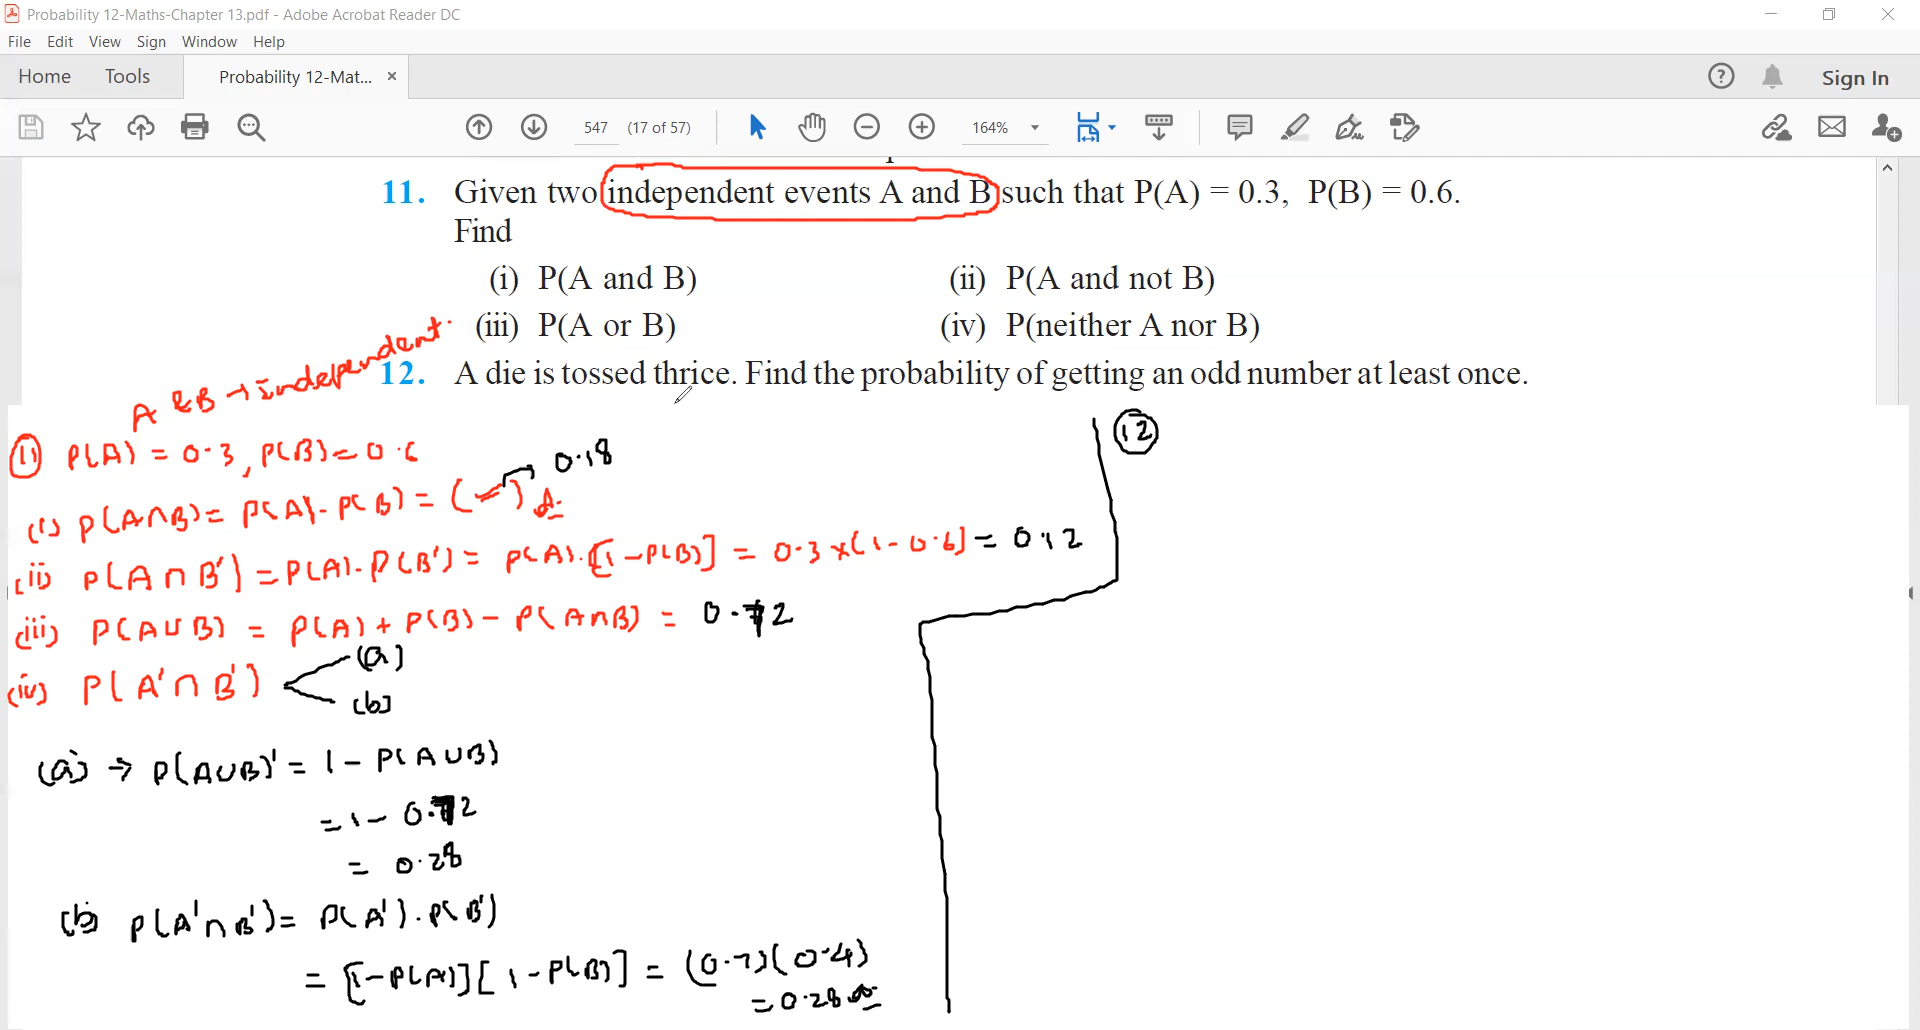 Probability 12-Maths-Chapter 13.pdf - Adobe Acrobat Reader DC
File Edit View Sign Window Help
Home Tools Probability 12-Mat... × Sign In
547 (17 of 57) 164%
11. Given two independent events A and B such that P(A) = 0.3, P(B) = 0.6.
Find
(i) P(A and B) (ii) P(A and not B)
(iii) P(A or B) (iv) P(neither A nor B)
12. A die is tossed thrice. Find the probability of getting an odd number at least once.
A & B → independent.
11 P(A) = 0.3, P(B) = 0.6
(i) P(A∩B) = P(A).P(B) = ( ) 0.18
(ii) P(A∩B') = P(A).P(B') = P(A).[1-P(B)] = 0.3×(1-0.6] = 0.12
(iii) P(A∪B) = P(A) + P(B) - P(A∩B) = 0.72
(iv) P(A'∩B')
(a)
(b)
(a) → P(A∪B)' = 1 - P(A∪B)
= 1 - 0.72
= 0.28
(b) P(A'∩B') = P(A').P(B')
= [1-P(A)][1-P(B)] = (0.7)(0.4)
= 0.28
12